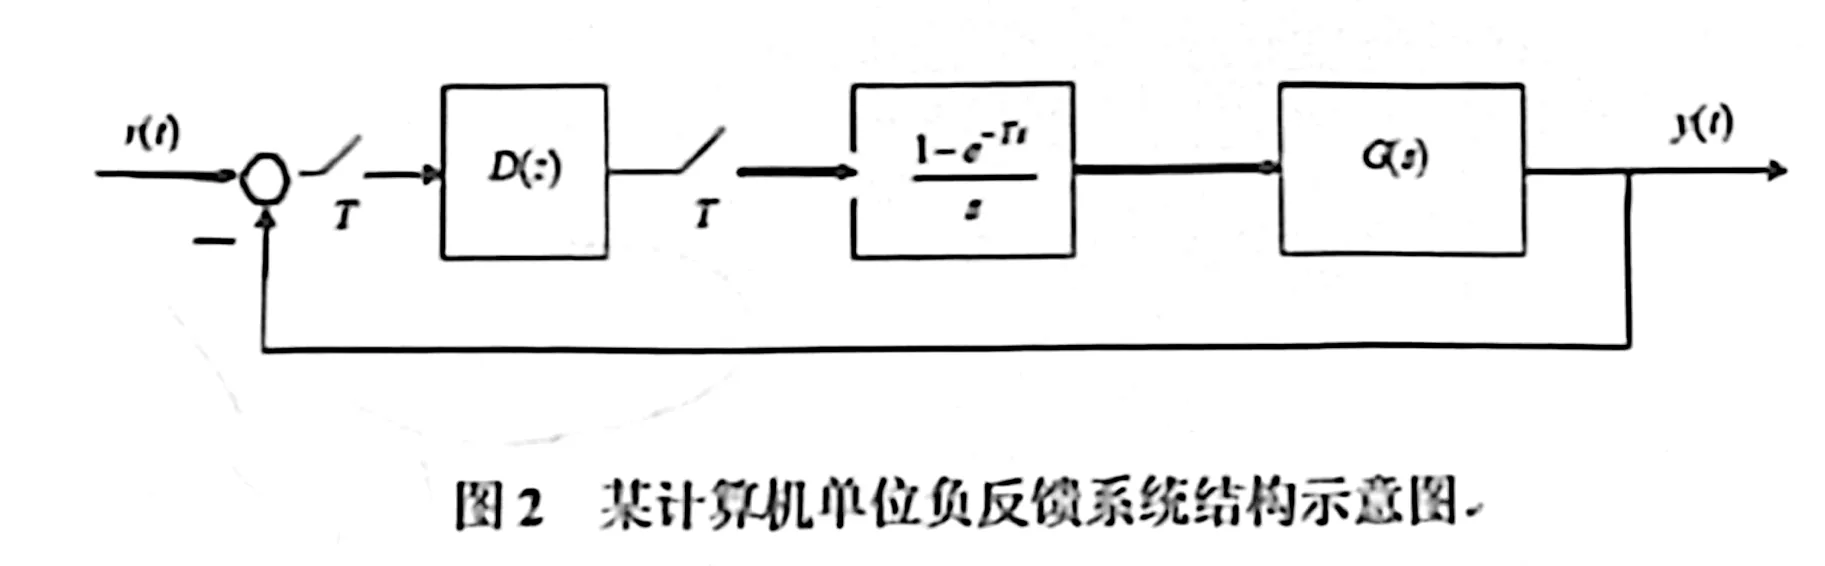 r(t)
T
D(z)
T
1-e^{-Ts}
s
G(s)
y(t)
−
图2 某计算机单位负反馈系统结构示意图.